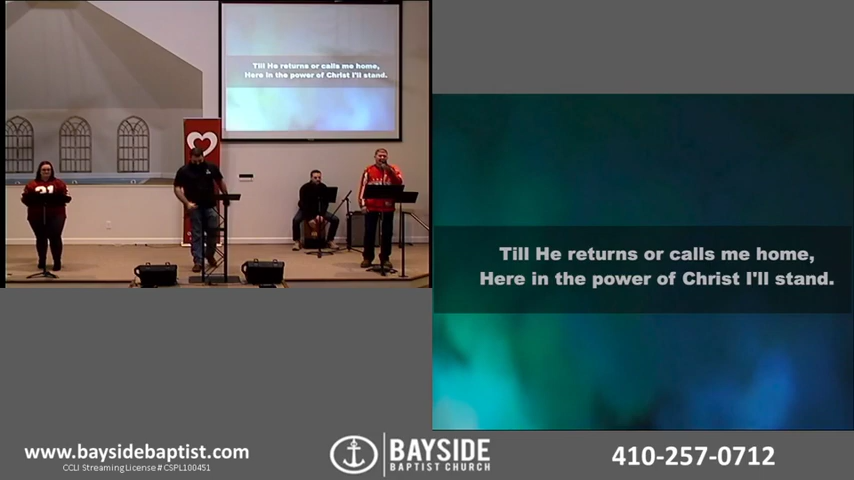 Till He returns or calls me home,
Here in the power of Christ I'll stand.
21
Till He returns or calls me home,
Here in the power of Christ I'll stand.
www.baysidebaptist.com
CCLI Streaming License # CSPL100451
BAYSIDE
BAPTIST CHURCH
410-257-0712